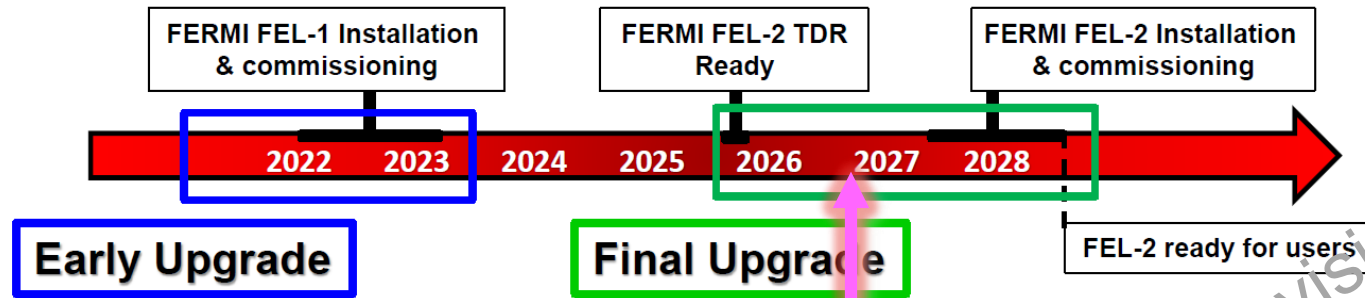 FERMI FEL-1 Installation
& commissioning
FERMI FEL-2 TDR
Ready
FERMI FEL-2 Installation
& commissioning
2022 2023 2024 2025 2026 2027 2028
Early Upgrade
Final Upgrade
FEL-2 ready for users